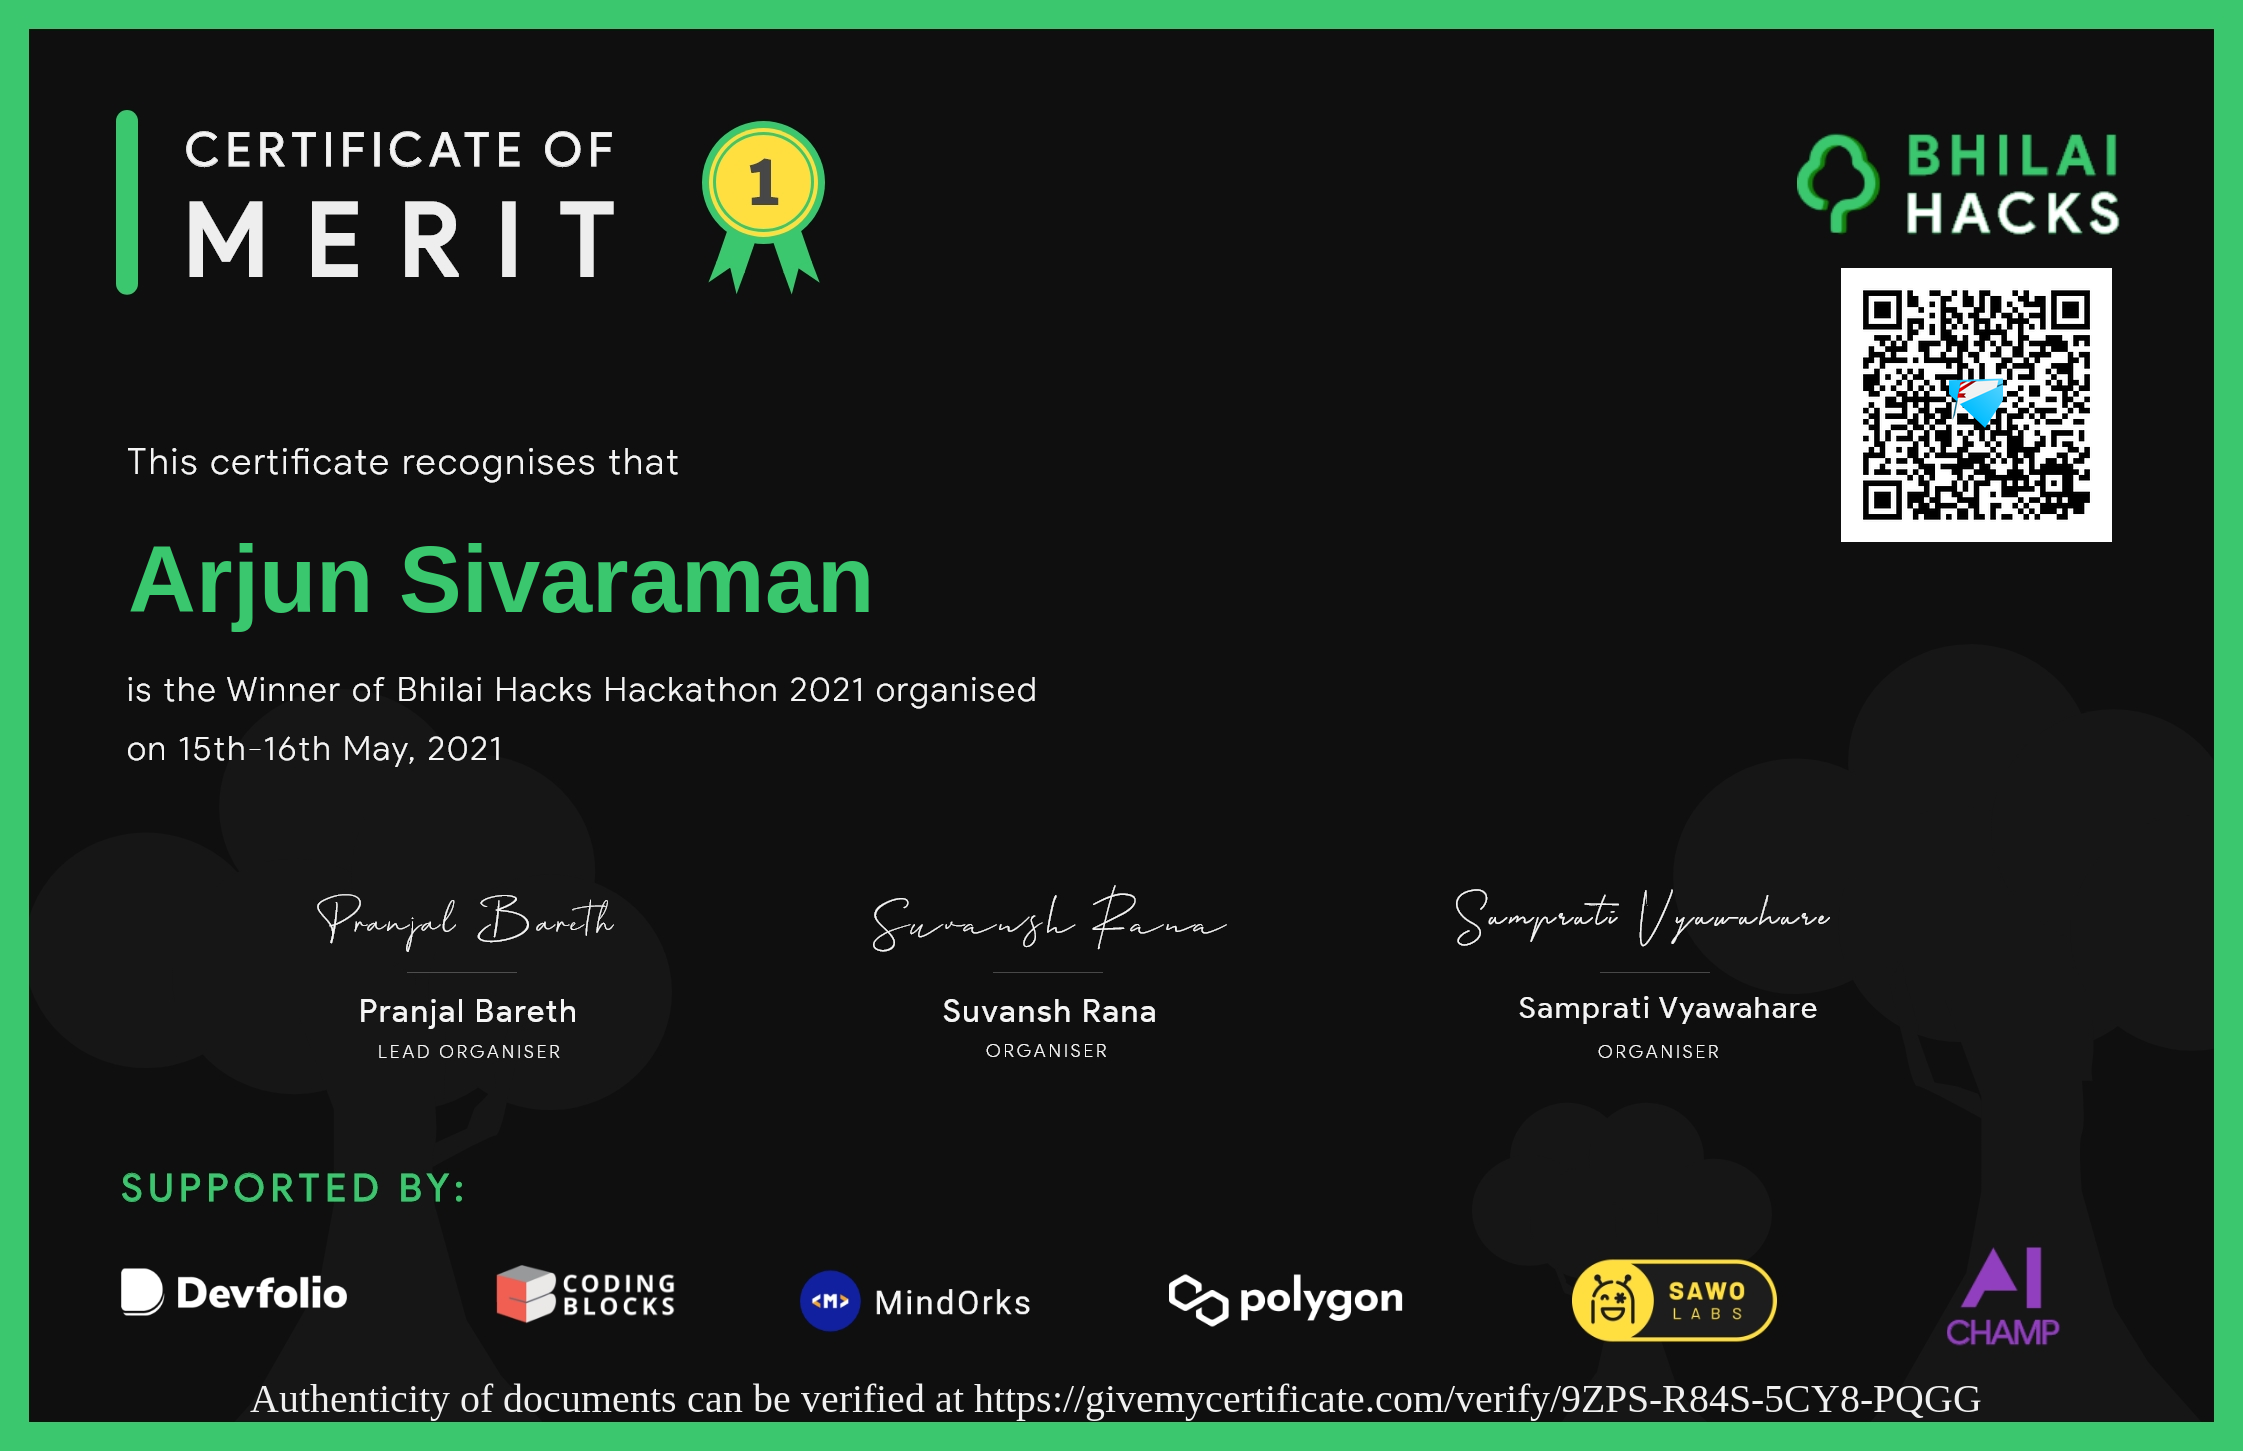 CERTIFICATE OF
MERIT
1
BHILAI
HACKS
This certificate recognises that
Arjun Sivaraman
is the Winner of Bhilai Hacks Hackathon 2021 organised
on 15th-16th May, 2021
Pranjal Bareth
Suvansh Rana
Samprati Vyawahare
Pranjal Bareth
Suvansh Rana
Samprati Vyawahare
LEAD ORGANISER
ORGANISER
ORGANISER
SUPPORTED BY:
Devfolio
CODING
BLOCKS
<M> MindOrks
polygon
SAWO
LABS
AI
CHAMP
Authenticity of documents can be verified at https://givemycertificate.com/verify/9ZPS-R84S-5CY8-PQGG